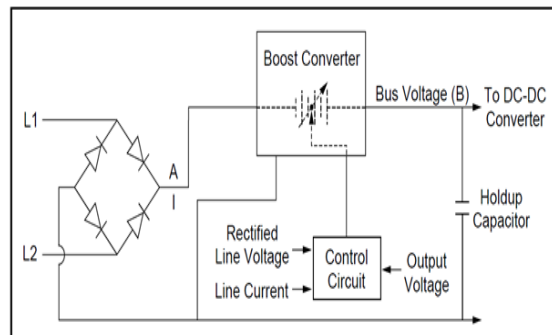 Boost Converter
Bus Voltage (B)
To DC-DC
Converter
L1
A
I
L2
Holdup
Capacitor
Rectified
Line Voltage
Line Current
Control
Circuit
Output
Voltage